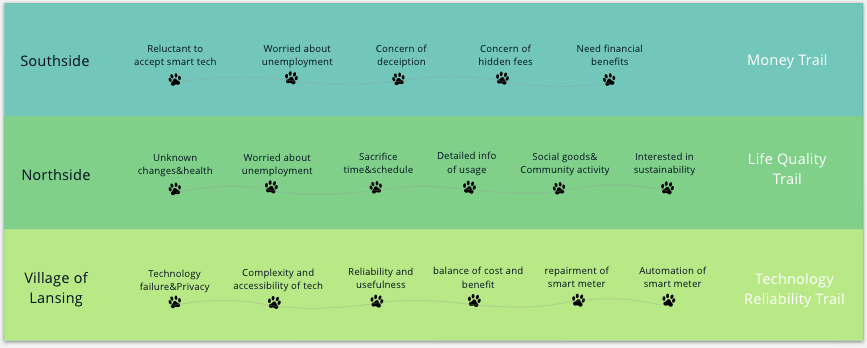 Southside
Reluctant to
accept smart tech
Worried about
unemployment
Concern of
deceiption
Concern of
hidden fees
Need financial
benefits
Money Trail
Northside
Unknown
changes&health
Worried about
unemployment
Sacrifice
time&schedule
Detailed info
of usage
Social goods&
Community activity
Interested in
sustainability
Life Quality
Trail
Village of
Lansing
Technology
failure&Privacy
Complexity and
accessibility of tech
Reliability and
usefulness
balance of cost and
benefit
repairment of
smart meter
Automation of
smart meter
Technology
Reliability Trail